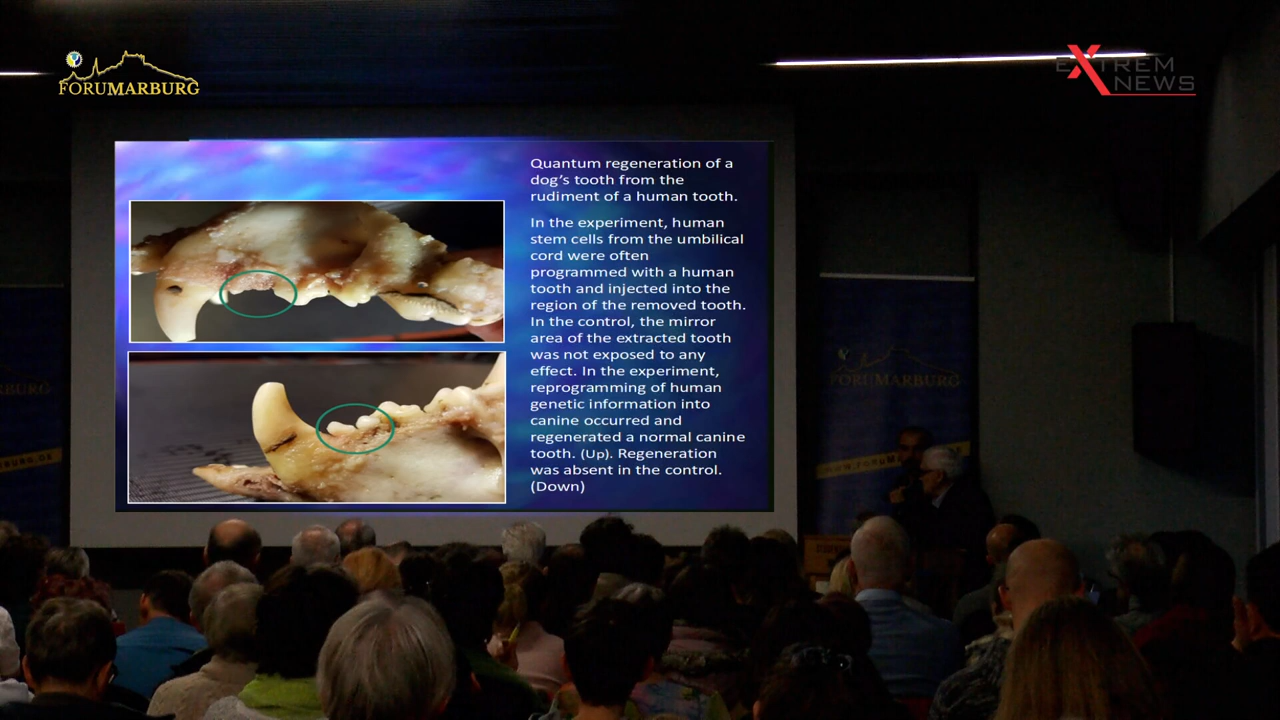 FORUMARBURG
EXTREM
NEWS
Quantum regeneration of a
dog's tooth from the
rudiment of a human tooth.
In the experiment, human
stem cells from the umbilical
cord were often
programmed with a human
tooth and injected into the
region of the removed tooth.
In the control, the mirror
area of the extracted tooth
was not exposed to any
effect. In the experiment,
reprogramming of human
genetic information into
canine occurred and
regenerated a normal canine
tooth. (Up). Regeneration
was absent in the control.
(Down)
FORUMARBURG